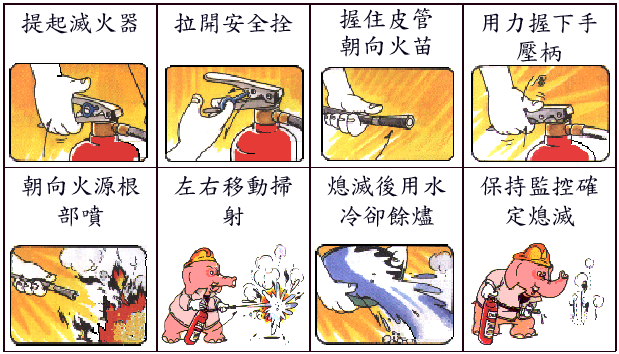 提起滅火器
拉開安全拴
握住皮管
朝向火苗
用力握下手
壓柄
朝向火源根
部噴
左右移動掃
射
熄滅後用水
冷卻餘燼
保持監控確
定熄滅